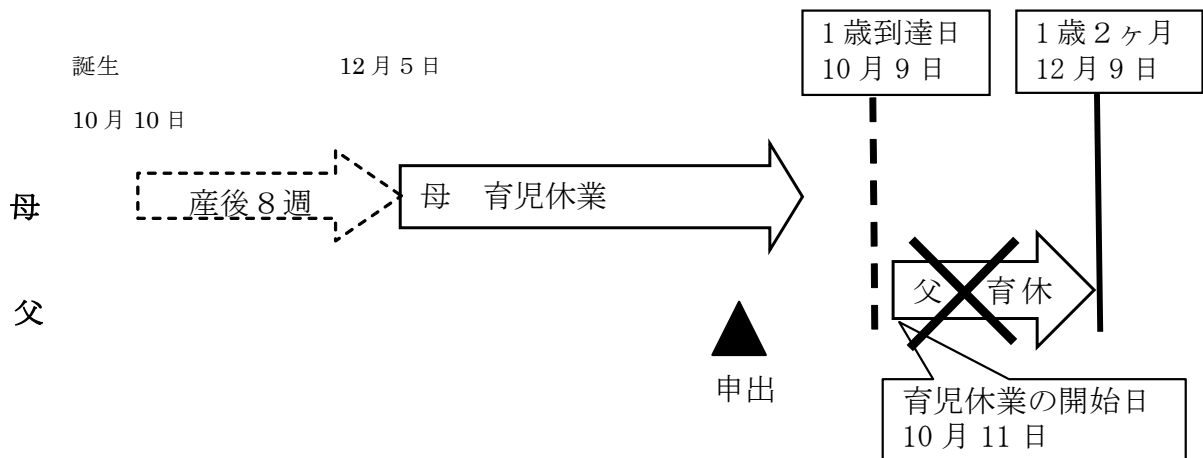 誕生
12月5日
10月10日
1歳到達日
10月9日
1歳2ヶ月
12月9日
母
産後8週
母 育児休業
父
父 育休
申出
育児休業の開始日
10月11日